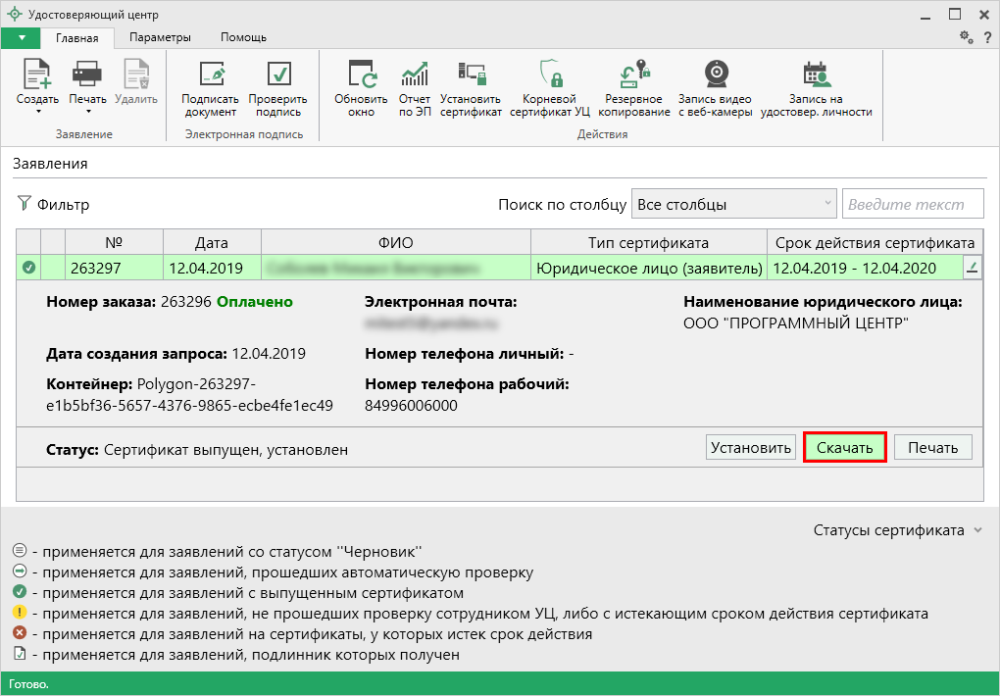 Удостоверяющий центр
Главная Параметры Помощь
Создать Печать Удалить Подписать документ Проверить подпись Обновить окно Отчет по ЭП Установить сертификат Корневой сертификат УЦ Резервное копирование Запись видео с веб-камеры Запись на удостовер. личности
Заявление Электронная подпись Действия
Заявления
Фильтр Поиск по столбцу Все столбцы Введите текст
№ Дата ФИО Тип сертификата Срок действия сертификата
263297 12.04.2019 Юридическое лицо (заявитель) 12.04.2019 - 12.04.2020
Номер заказа: 263296 Оплачено Электронная почта: Наименование юридического лица:
ООО "ПРОГРАММНЫЙ ЦЕНТР"
Дата создания запроса: 12.04.2019 Номер телефона личный: -
Контейнер: Polygon-263297- Номер телефона рабочий:
e1b5bf36-5657-4376-9865-ecbe4fe1ec49 84996006000
Статус: Сертификат выпущен, установлен Установить Скачать Печать
Статусы сертификата
- применяется для заявлений со статусом ''Черновик''
- применяется для заявлений, прошедших автоматическую проверку
- применяется для заявлений с выпущенным сертификатом
- применяется для заявлений, не прошедших проверку сотрудником УЦ, либо с истекающим сроком действия сертификата
- применяется для заявлений на сертификаты, у которых истек срок действия
- применяется для заявлений, подлинник которых получен
Готово.